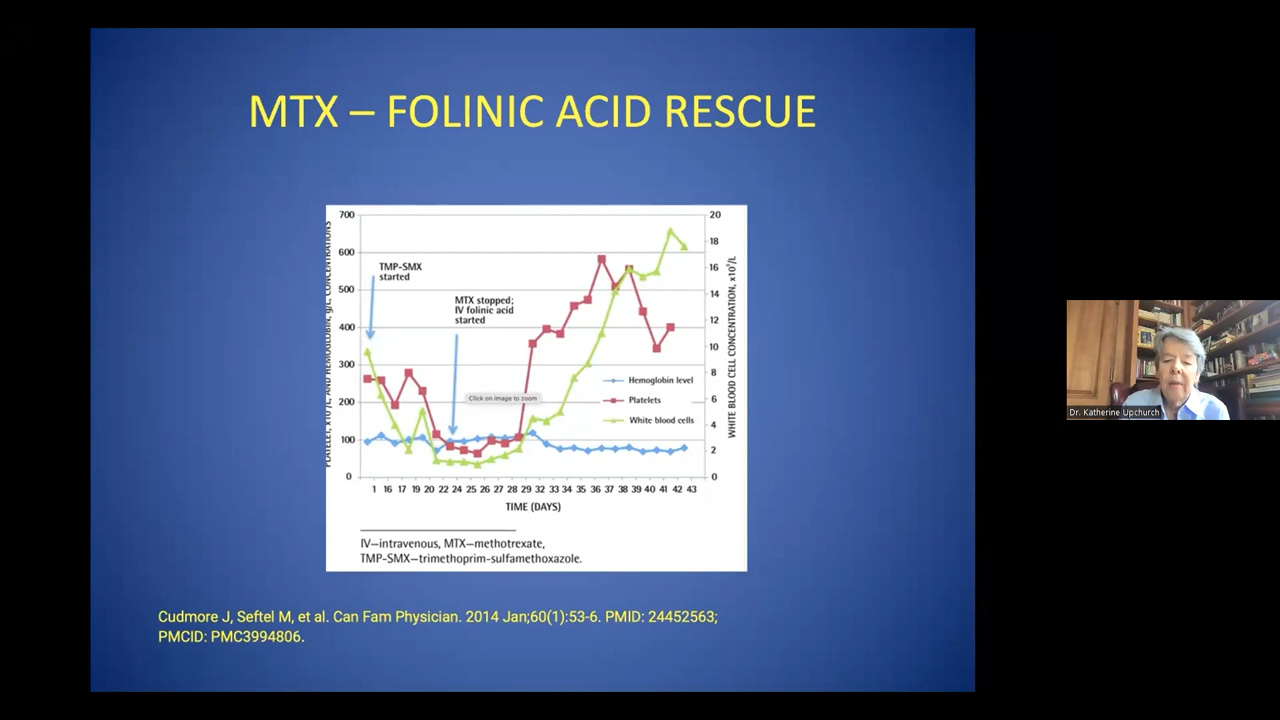 MTX – FOLINIC ACID RESCUE
700
600
500
400
300
200
100
0
20
18
16
14
12
10
8
6
4
2
0
PLATELET, x10⁹/L, AND HEMOGLOBIN, g/L, CONCENTRATIONS
WHITE BLOOD CELL CONCENTRATION, x10⁹/L
TMP-SMX
started
MTX stopped;
IV folinic acid
started
Click on image to zoom
Hemoglobin level
Platelets
White blood cells
1 16 17 19 20 21 24 25 26 27 28 29 32 33 34 35 36 37 38 39 40 41 42 43
TIME (DAYS)
IV—intravenous, MTX—methotrexate,
TMP-SMX—trimethoprim-sulfamethoxazole.
Cudmore J, Seftel M, et al. Can Fam Physician. 2014 Jan;60(1):53-6. PMID: 24452563;
PMCID: PMC3994806.
Dr. Katherine Upchurch